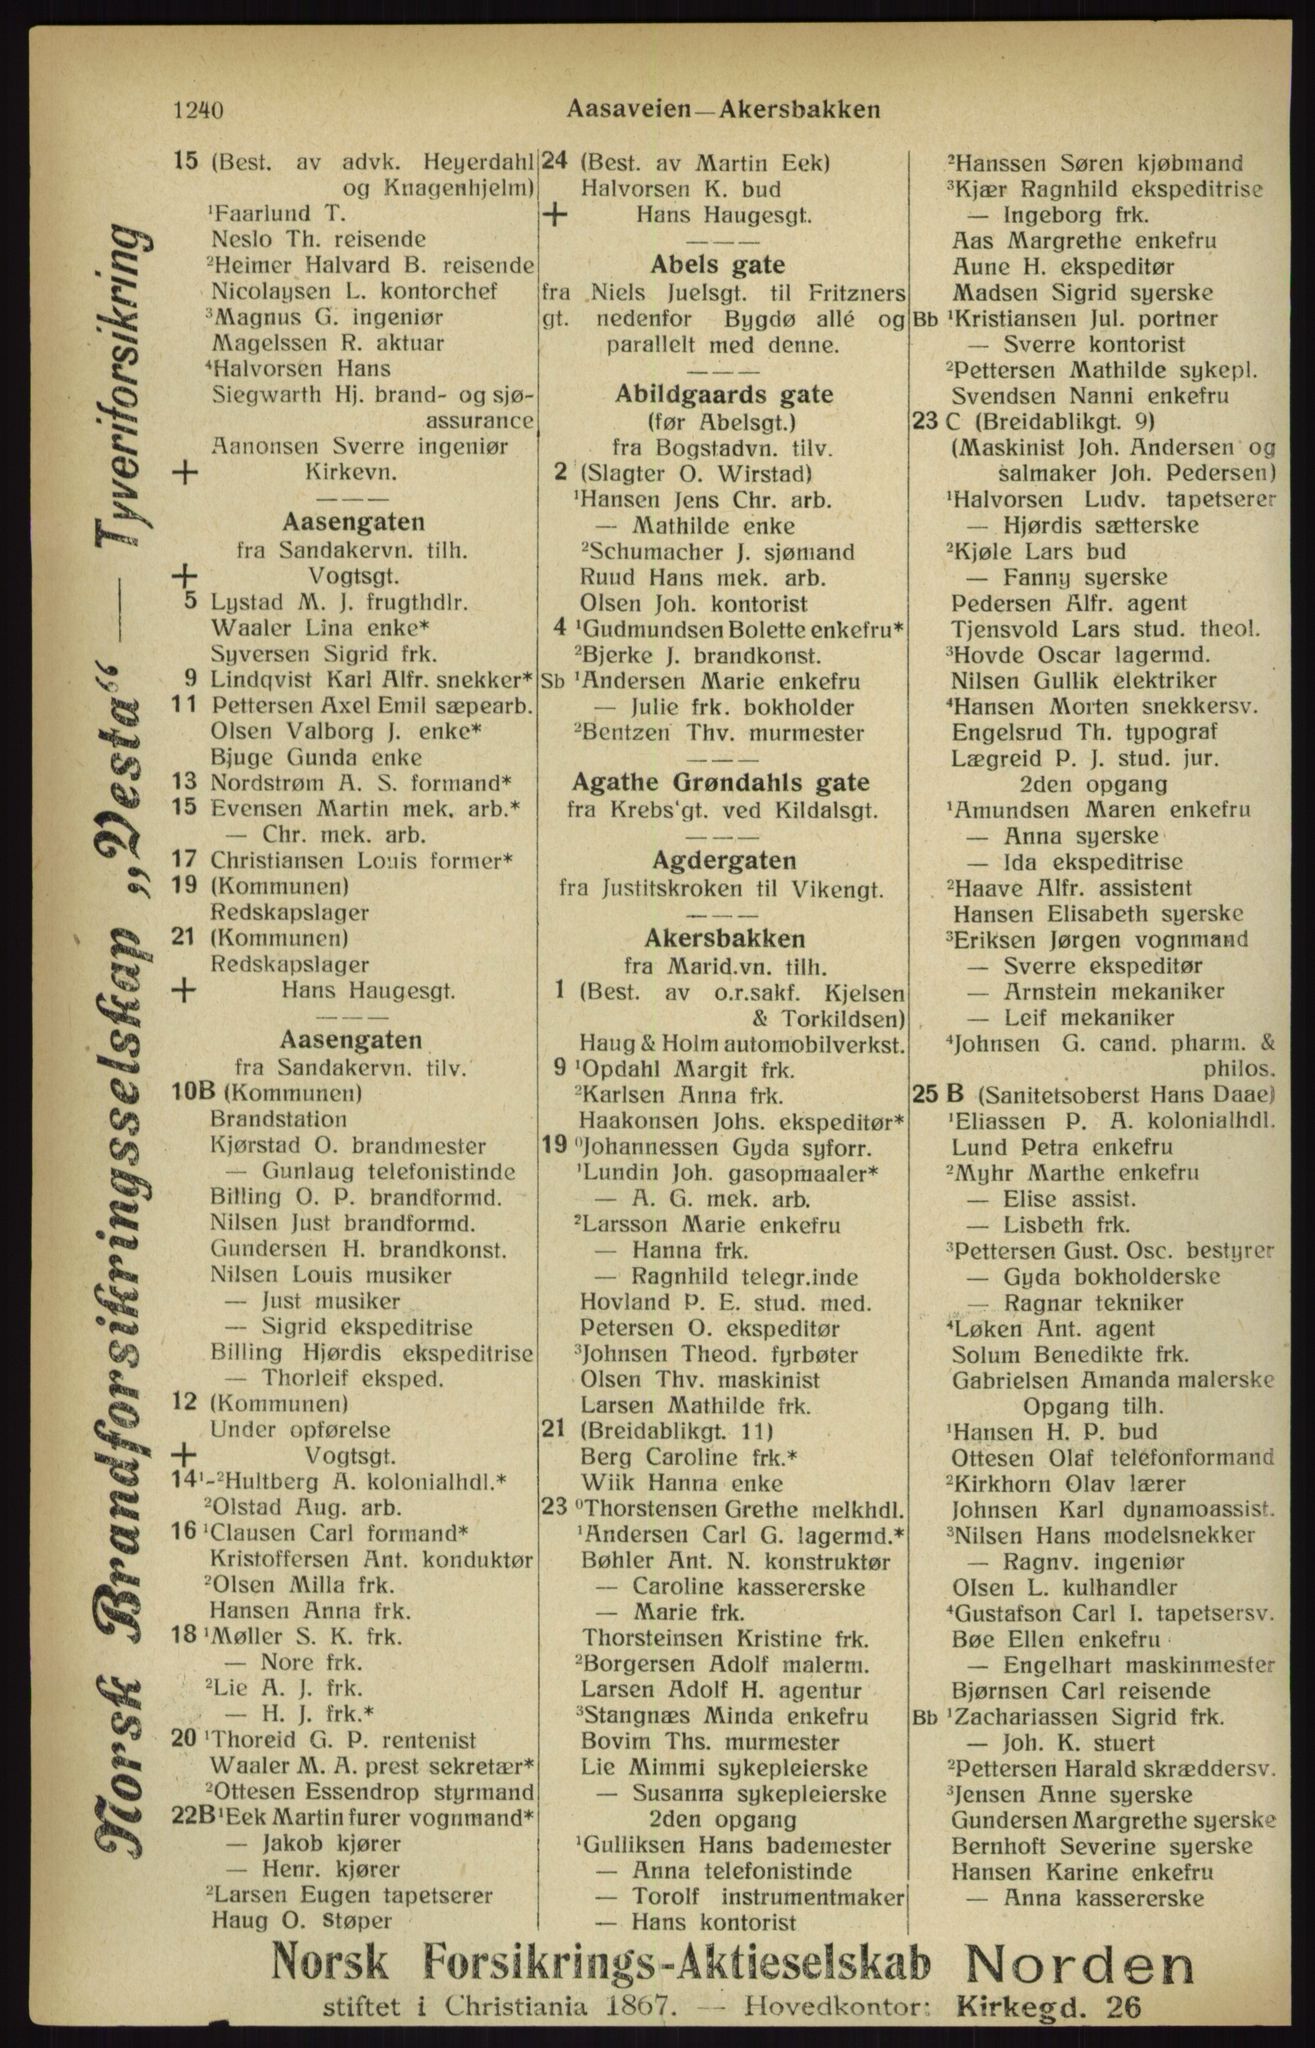 1240
Aasaveien—Akersbakken
15 (Best. av advk. Heyerdahl
og Knagenhjelm)
¹Faarlund T.
Neslo Th. reisende
²Heimer Halvard B. reisende
Nicolaysen L. kontorchef
³Magnus G. ingeniør
Magelssen R. aktuar
⁴Halvorsen Hans
Siegwarth Hj. brand- og sjø-
assurance
Aanonsen Sverre ingeniør
+ Kirkevn.
———
Aasengaten
fra Sandakervn. tilh.
+ Vogtsgt.
5 Lystad M. J. frugthdlr.
Waaler Lina enke*
Syversen Sigrid frk.
9 Lindqvist Karl Alfr. snekker*
11 Pettersen Axel Emil sæpearb.
Olsen Valborg J. enke*
Bjuge Gunda enke
13 Nordstrøm A. S. formand*
15 Evensen Martin mek. arb.*
— Chr. mek. arb.
17 Christiansen Louis former*
19 (Kommunen)
Redskapslager
21 (Kommunen)
Redskapslager
+ Hans Haugesgt.
———
Aasengaten
fra Sandakervn. tilv.
10B (Kommunen)
Brandstation
Kjørstad O. brandmester
— Gunlaug telefonistinde
Billing O. P. brandformd.
Nilsen Just brandformd.
Gundersen H. brandkonst.
Nilsen Louis musiker
— Just musiker
— Sigrid ekspeditrise
Billing Hjørdis ekspeditrise
— Thorleif eksped.
12 (Kommunen)
Under opførelse
+ Vogtsgt.
14 ¹-²Hultberg A. kolonialhdl.*
²Olstad Aug. arb.
16 ¹Clausen Carl formand*
Kristoffersen Ant. konduktør
²Olsen Milla frk.
Hansen Anna frk.
18 ¹Møller S. K. frk.
— Nore frk.
²Lie A. J. frk.
— H. J. frk.*
20 ¹Thoreid G. P. rentenist
Waaler M. A. prest sekretær*
²Ottesen Essendrop styrmand
22B ¹Eek Martin furer vognmand*
— Jakob kjører
— Henr. kjører
²Larsen Eugen tapetserer
Haug O. støper
24 (Best. av Martin Eek)
Halvorsen K. bud
+ Hans Haugesgt.
———
Abels gate
fra Niels Juelsgt. til Fritzners
gt. nedenfor Bygdø allé og
parallelt med denne.
———
Abildgaards gate
(før Abelsgt.)
fra Bogstadvn. tilv.
2 (Slagter O. Wirstad)
¹Hansen Jens Chr. arb.
— Mathilde enke
²Schumacher J. sjømand
Ruud Hans mek. arb.
Olsen Joh. kontorist
4 ¹Gudmundsen Bolette enkefru*
²Bjerke J. brandkonst.
Sb ¹Andersen Marie enkefru
— Julie frk. bokholder
²Bentzen Thv. murmester
———
Agathe Grøndahls gate
fra Krebs'gt. ved Kildalsgt.
———
Agdergaten
fra Justitskroken til Vikengt.
———
Akersbakken
fra Marid.vn. tilh.
1 (Best. av o.r.sakf. Kjelsen
& Torkildsen)
Haug & Holm automobilverkst.
9 ¹Opdahl Margit frk.
²Karlsen Anna frk.
Haakonsen Johs. ekspeditør*
19 ⁰Johannessen Gyda syforr.
¹Lundin Joh. gasopmaaler*
— A. G. mek. arb.
²Larsson Marie enkefru
— Hanna frk.
— Ragnhild telegr.inde
Hovland P. E. stud. med.
Petersen O. ekspeditør
³Johnsen Theod. fyrbøter
Olsen Thv. maskinist
Larsen Mathilde frk.
21 (Breidablikgt. 11)
Berg Caroline frk.*
Wiik Hanna enke
23 ⁰Thorstensen Grethe melkhdl.
¹Andersen Carl G. lagermd.*
Bøhler Ant. N. konstruktør
— Caroline kassererske
— Marie frk.
Thorsteinsen Kristine frk.
²Borgersen Adolf malerm.
Larsen Adolf H. agentur
³Stangnæs Minda enkefru
Bovim Ths. murmester
Lie Mimmi sykepleierske
— Susanna sykepleierske
2den opgang
¹Gulliksen Hans bademester
— Anna telefonistinde
— Torolf instrumentmaker
— Hans kontorist
²Hanssen Søren kjøbmand
³Kjær Ragnhild ekspeditrise
— Ingeborg frk.
Aas Margrethe enkefru
Aune H. ekspeditør
Madsen Sigrid syerske
Bb ¹Kristiansen Jul. portner
— Sverre kontorist
²Pettersen Mathilde sykepl.
Svendsen Nanni enkefru
23 C (Breidablikgt. 9)
(Maskinist Joh. Andersen og
salmaker Joh. Pedersen)
¹Halvorsen Ludv. tapetserer
— Hjørdis sætterske
²Kjøle Lars bud
— Fanny syerske
Pedersen Alfr. agent
Tjensvold Lars stud. theol.
³Hovde Oscar lagermd.
Nilsen Gullik elektriker
⁴Hansen Morten snekkersv.
Engelsrud Th. typograf
Lægreid P. J. stud. jur.
2den opgang
¹Amundsen Maren enkefru
— Anna syerske
— Ida ekspeditrise
²Haave Alfr. assistent
Hansen Elisabeth syerske
³Eriksen Jørgen vognmand
— Sverre ekspeditør
— Arnstein mekaniker
— Leif mekaniker
⁴Johnsen G. cand. pharm. &
philos.
25 B (Sanitetsoberst Hans Daae)
¹Eliassen P. A. kolonialhdl.
Lund Petra enkefru
²Myhr Marthe enkefru
— Elise assist.
— Lisbeth frk.
³Pettersen Gust. Osc. bestyrer
— Gyda bokholderske
— Ragnar tekniker
⁴Løken Ant. agent
Solum Benedikte frk.
Gabrielsen Amanda malerske
Opgang tilh.
¹Hansen H. P. bud
Ottesen Olaf telefonformand
²Kirkhorn Olav lærer
Johnsen Karl dynamoassist.
³Nilsen Hans modelsnekker
— Ragnv. ingeniør
Olsen L. kulhandler
⁴Gustafson Carl I. tapetsersv.
Bøe Ellen enkefru
— Engelhart maskinmester
Bjørnsen Carl reisende
Bb ¹Zachariassen Sigrid frk.
— Joh. K. stuert
²Pettersen Harald skræddersv.
³Jensen Anne syerske
Gundersen Margrethe syerske
Bernhoft Severine syerske
Hansen Karine enkefru
— Anna kassererske
Norsk Brandforsikringsselskap „Vesta“ — Tyveriforsikring
Norsk Forsikrings-Aktieselskab Norden
stiftet i Christiania 1867. — Hovedkontor: Kirkegd. 26